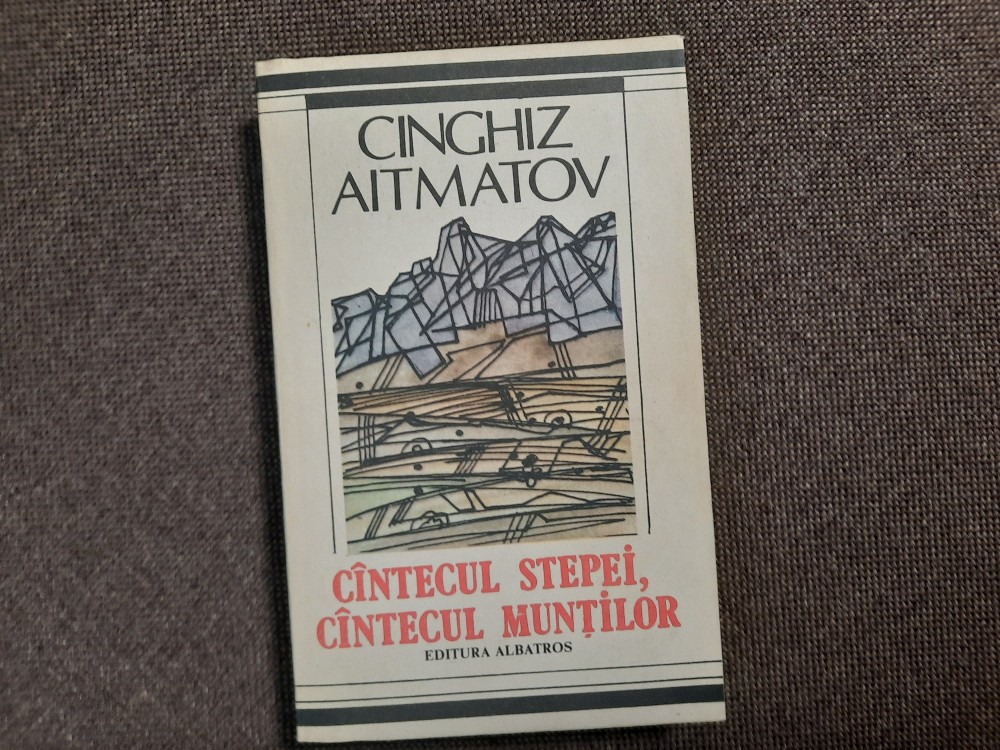 CINGHIZ
AITMATOV
CÎNTECUL STEPEI,
CÎNTECUL MUNȚILOR
EDITURA ALBATROS